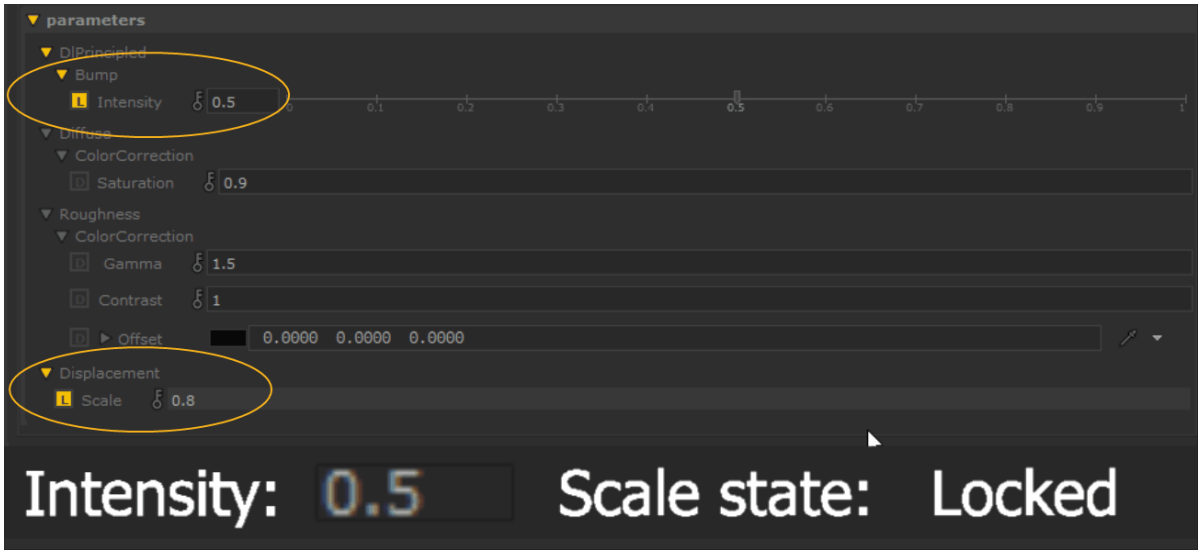 parameters
DlPrincipled
Bump
L Intensity 0.5 0 0.1 0.2 0.3 0.4 0.5 0.6 0.7 0.8 0.9 1
Diffuse
ColorCorrection
D Saturation 0.9
Roughness
ColorCorrection
D Gamma 1.5
D Contrast 1
D Offset 0.0000 0.0000 0.0000
Displacement
L Scale 0.8
Intensity: 0.5 Scale state: Locked